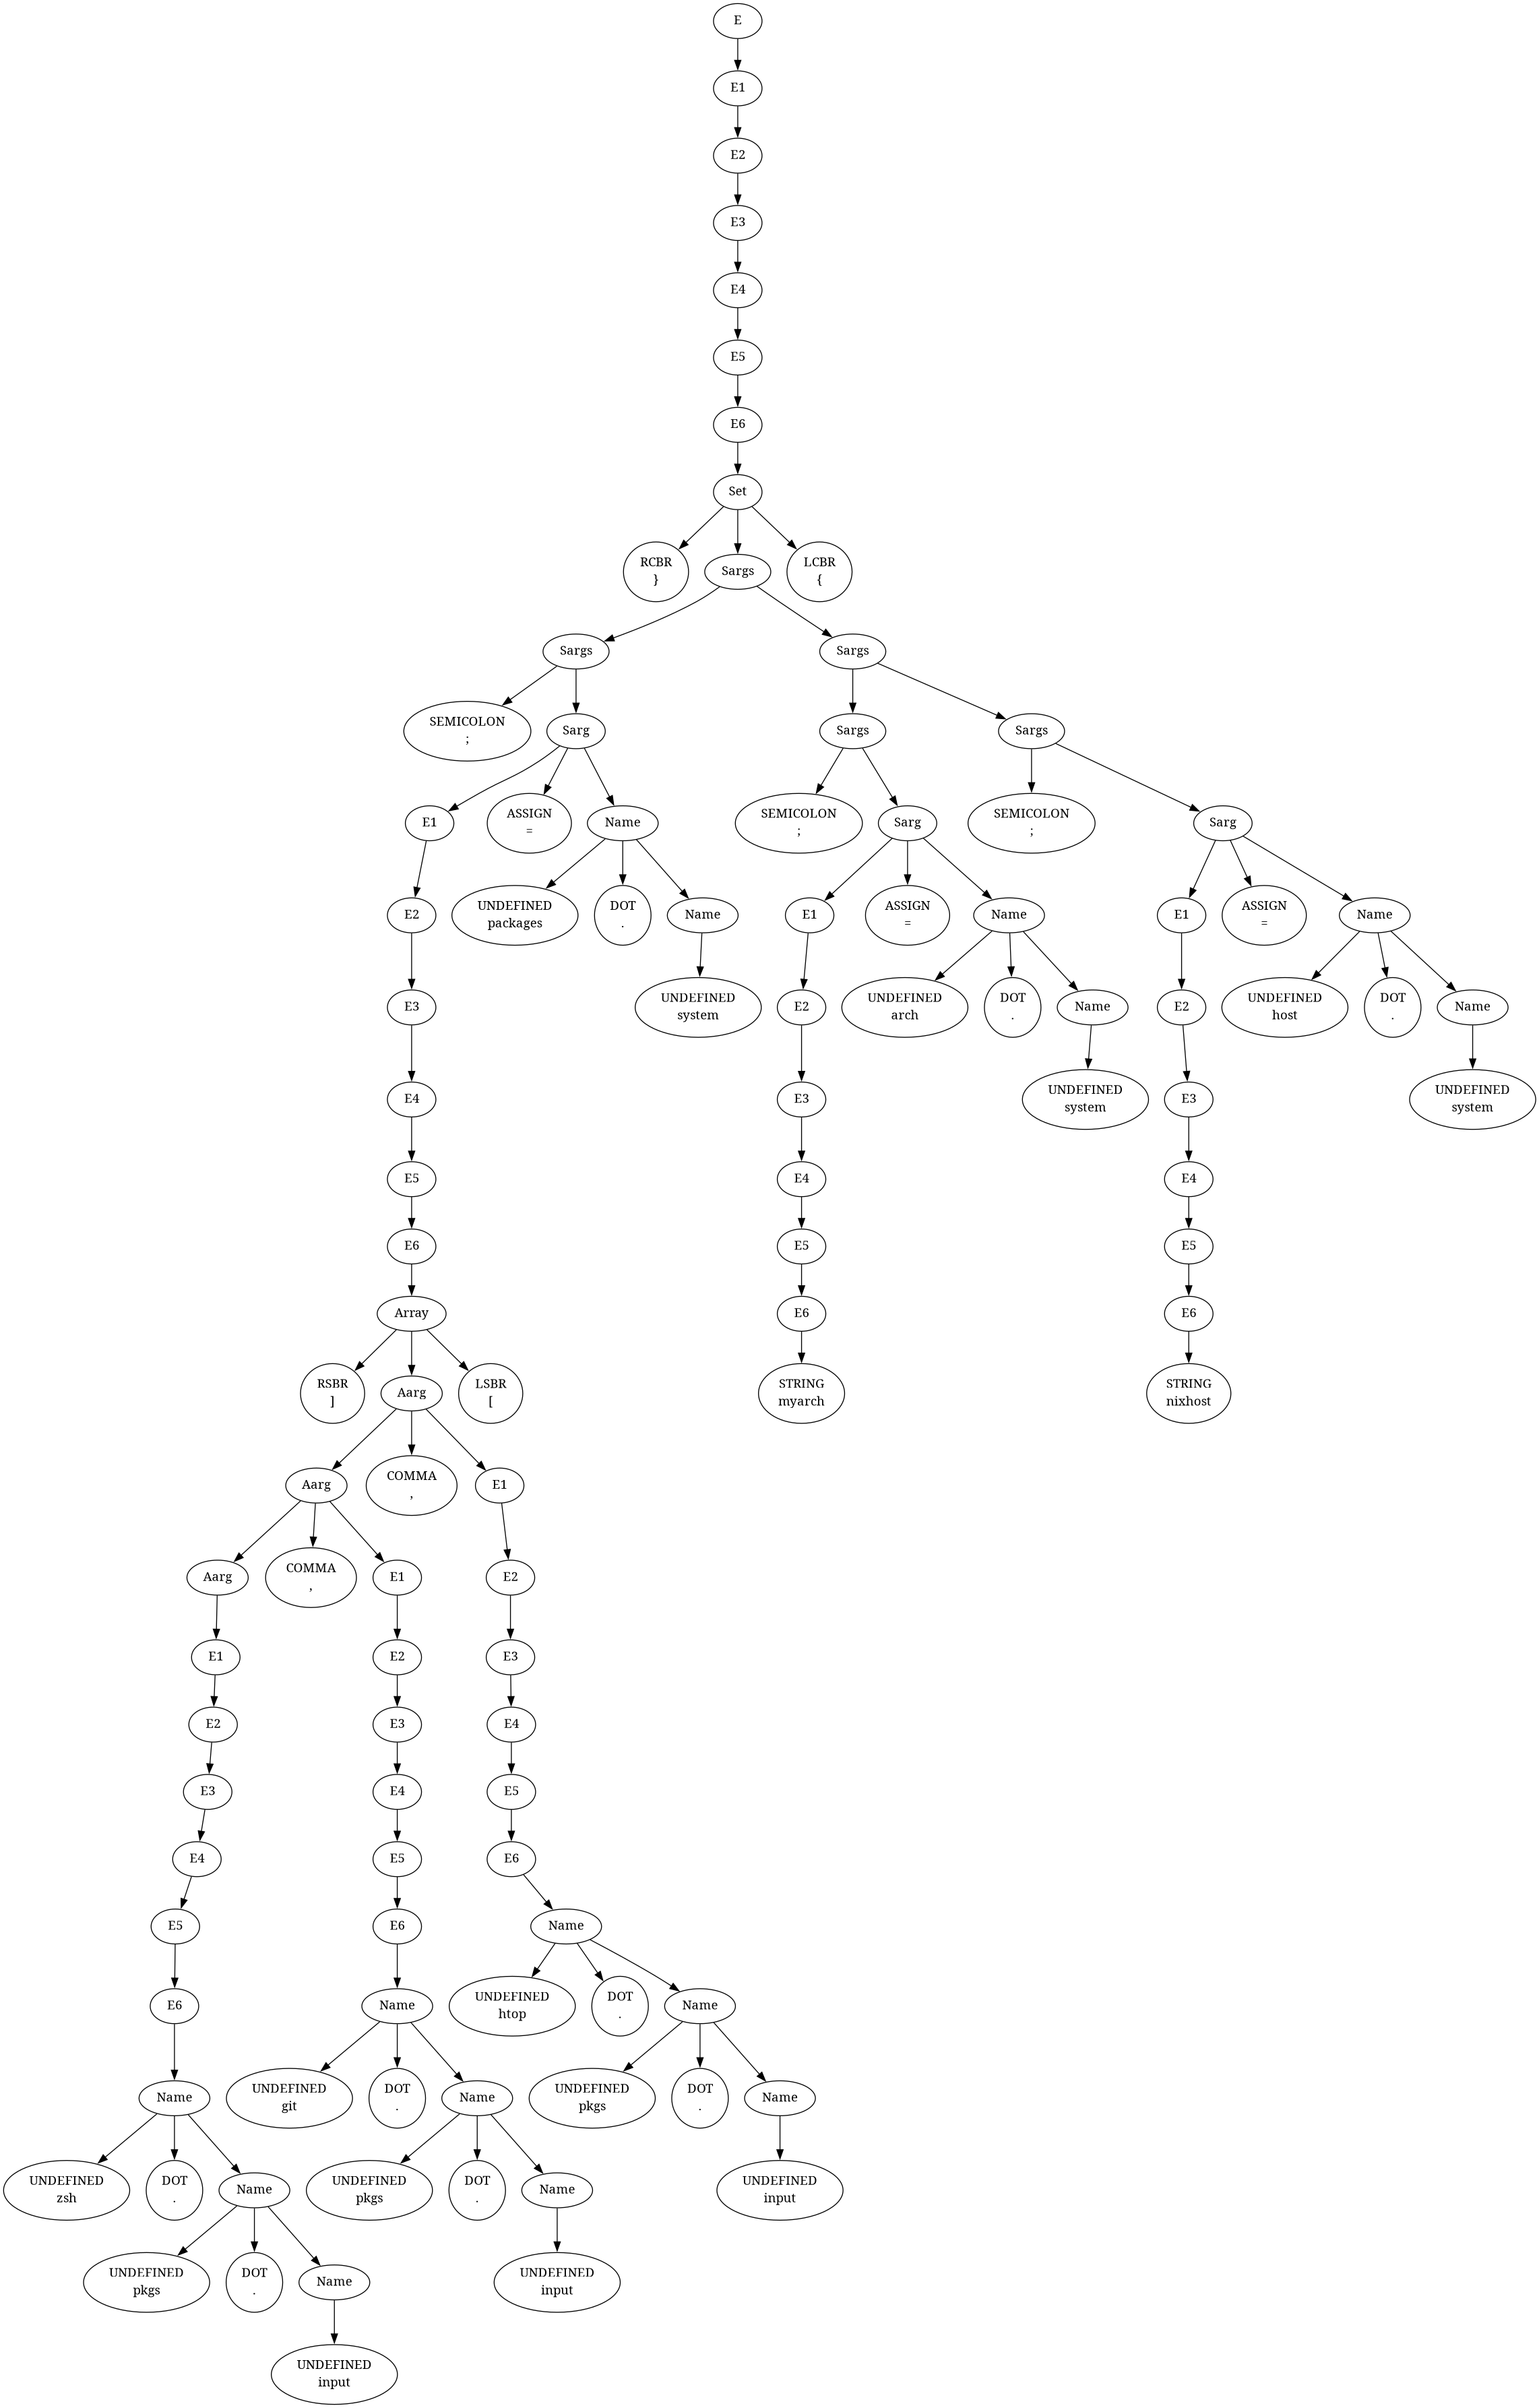 E
E1
E2
E3
E4
E5
E6
Set
RCBR
}
Sargs
LCBR
{
Sargs
Sargs
SEMICOLON
;
Sarg
Sargs
Sargs
E1
ASSIGN
=
Name
SEMICOLON
;
Sarg
SEMICOLON
;
Sarg
E2
UNDEFINED
packages
DOT
.
Name
E1
ASSIGN
=
Name
E1
ASSIGN
=
Name
E3
UNDEFINED
system
E2
UNDEFINED
arch
DOT
.
Name
E2
UNDEFINED
host
DOT
.
Name
E4
E3
UNDEFINED
system
E3
UNDEFINED
system
E5
E4
E4
E6
E5
E5
Array
E6
E6
RSBR
]
Aarg
LSBR
[
STRING
myarch
STRING
nixhost
Aarg
COMMA
,
E1
Aarg
COMMA
,
E1
E2
E1
E2
E3
E2
E3
E4
E3
E4
E5
E4
E5
E6
E5
E6
Name
E6
Name
UNDEFINED
htop
DOT
.
Name
Name
UNDEFINED
git
DOT
.
Name
UNDEFINED
pkgs
DOT
.
Name
UNDEFINED
zsh
DOT
.
Name
UNDEFINED
pkgs
DOT
.
Name
UNDEFINED
input
UNDEFINED
pkgs
DOT
.
Name
UNDEFINED
input
UNDEFINED
input